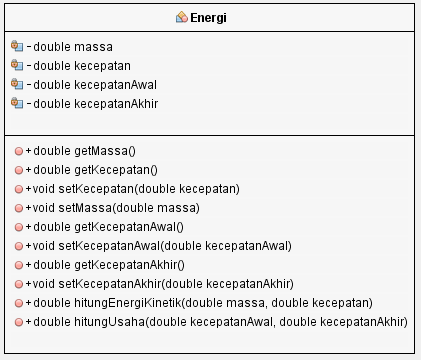 Energi
- double massa
- double kecepatan
- double kecepatanAwal
- double kecepatanAkhir
+ double getMassa()
+ double getKecepatan()
+ void setKecepatan(double kecepatan)
+ void setMassa(double massa)
+ double getKecepatanAwal()
+ void setKecepatanAwal(double kecepatanAwal)
+ double getKecepatanAkhir()
+ void setKecepatanAkhir(double kecepatanAkhir)
+ double hitungEnergiKinetik(double massa, double kecepatan)
+ double hitungUsaha(double kecepatanAwal, double kecepatanAkhir)